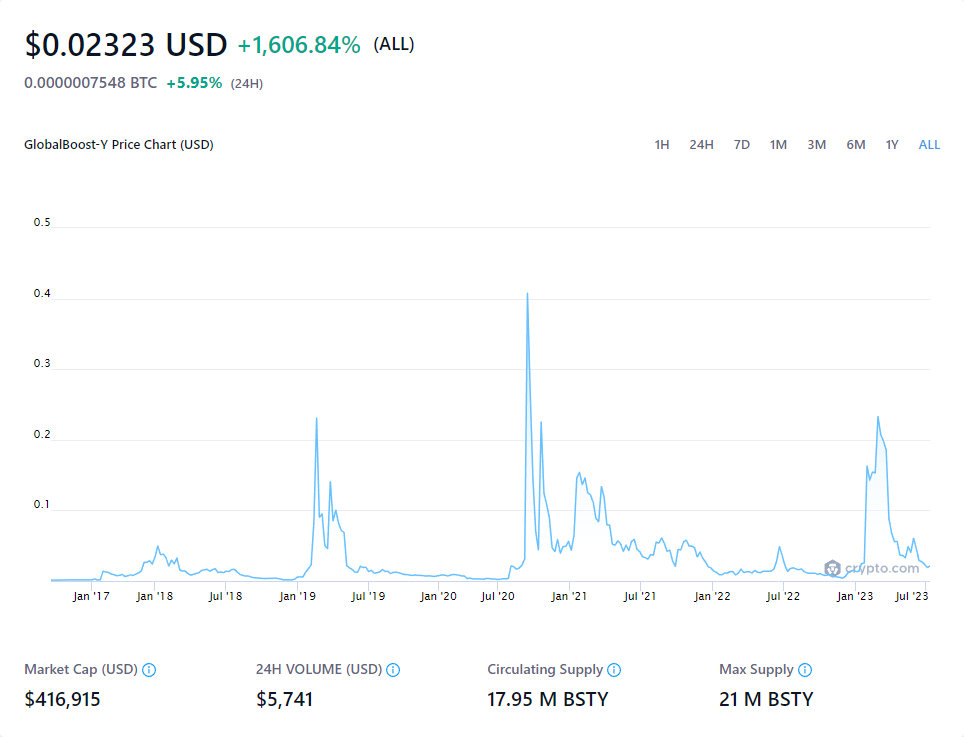 $0.02323 USD +1,606.84% (ALL)
0.0000007548 BTC +5.95% (24H)
GlobalBoost-Y Price Chart (USD) 1H 24H 7D 1M 3M 6M 1Y ALL
0.5
0.4
0.3
0.2
0.1
crypto.com
Jan '17 Jan '18 Jul '18 Jan '19 Jul '19 Jan '20 Jul '20 Jan '21 Jul '21 Jan '22 Jul '22 Jan '23 Jul '23
Market Cap (USD) 24H VOLUME (USD) Circulating Supply Max Supply
$416,915 $5,741 17.95 M BSTY 21 M BSTY